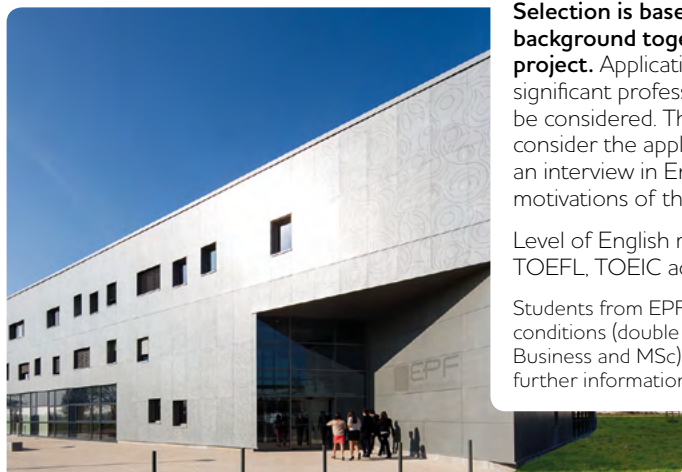 Selection is base
background toge
project. Applicati
significant profess
be considered. Th
consider the appl
an interview in En
motivations of th
Level of English r
TOEFL, TOEIC ac
Students from EPF
conditions (double
Business and MSc)
further information
EPF